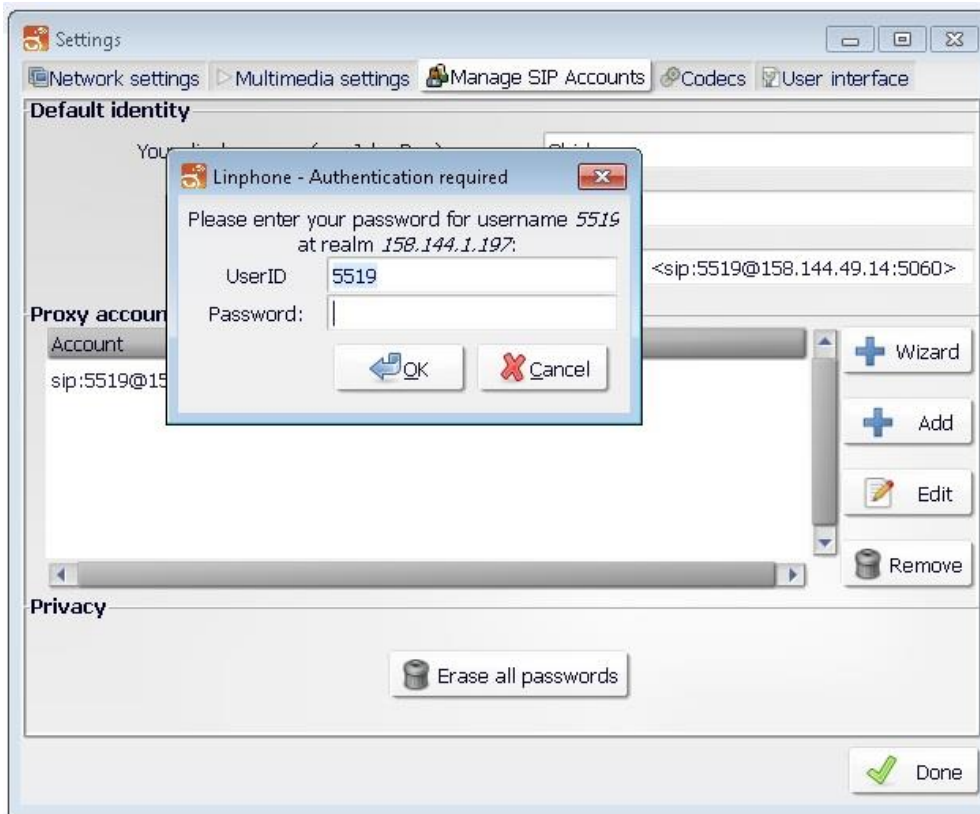 Settings
Network settings Multimedia settings Manage SIP Accounts Codecs User interface
Default identity
Linphone - Authentication required
Please enter your password for username 5519
at realm 158.144.1.197:
UserID 5519
<sip:5519@158.144.49.14:5060>
Password:
Proxy accoun
Account
Wizard
OK Cancel
sip:5519@15
Add
Edit
Remove
Privacy
Erase all passwords
Done